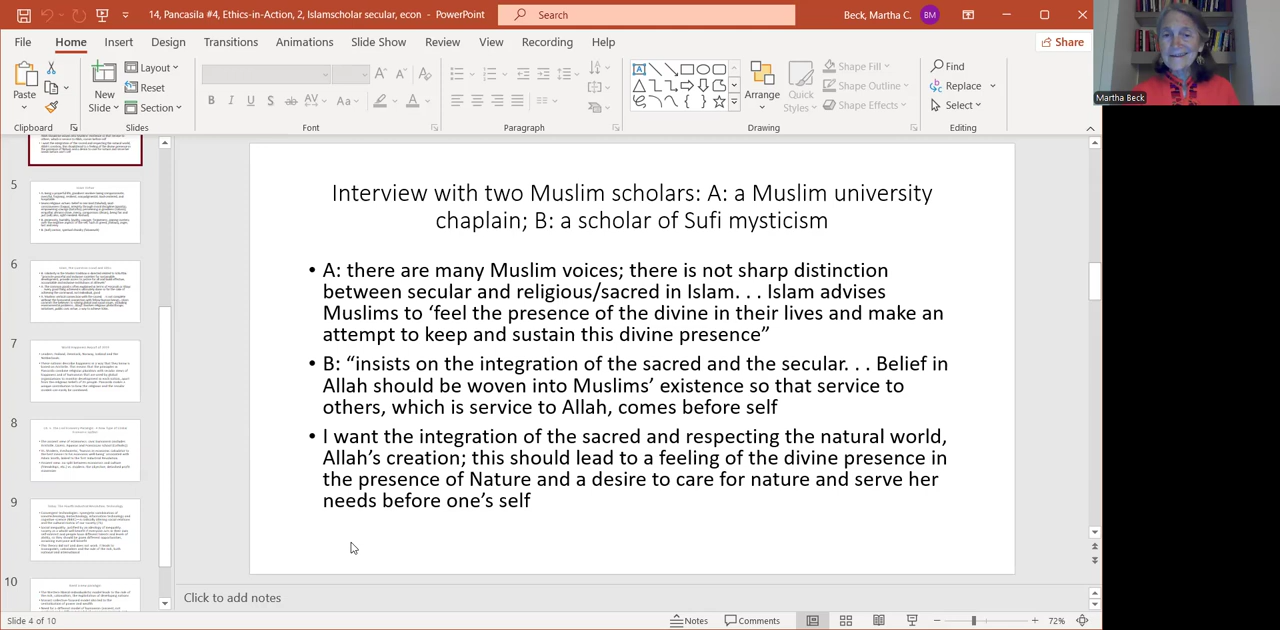 14, Pancasila #4, Ethics-in-Action, 2, Islamscholar secular, econ - PowerPoint
Search
Beck, Martha C.
BM
File Home Insert Design Transitions Animations Slide Show Review View Recording Help
Share
Paste
Clipboard
New
Slide
Layout
Reset
Section
Slides
Font
Paragraph
Arrange
Quick
Styles
Shape Fill
Shape Outline
Shape Effects
Drawing
Find
Replace
Select
Editing
Martha Beck
5
6
7
8
9
10
Interview with two Muslim scholars: A: a Muslim university
chaplain; B: a scholar of Sufi mysticism
• A: there are many Muslim voices; there is not sharp distinction
between secular and religious/sacred in Islam. .. Islam advises
Muslims to ‘feel the presence of the divine in their lives and make an
attempt to keep and sustain this divine presence”
• B: “insists on the integration of the sacred and the secular. . . Belief in
Allah should be woven into Muslims’ existence so that service to
others, which is service to Allah, comes before self
• I want the integration of the sacred and respecting the natural world,
Allah’s creation; this should lead to a feeling of the divine presence in
the presence of Nature and a desire to care for nature and serve her
needs before one’s self
Click to add notes
Slide 4 of 10
Notes
Comments
72%